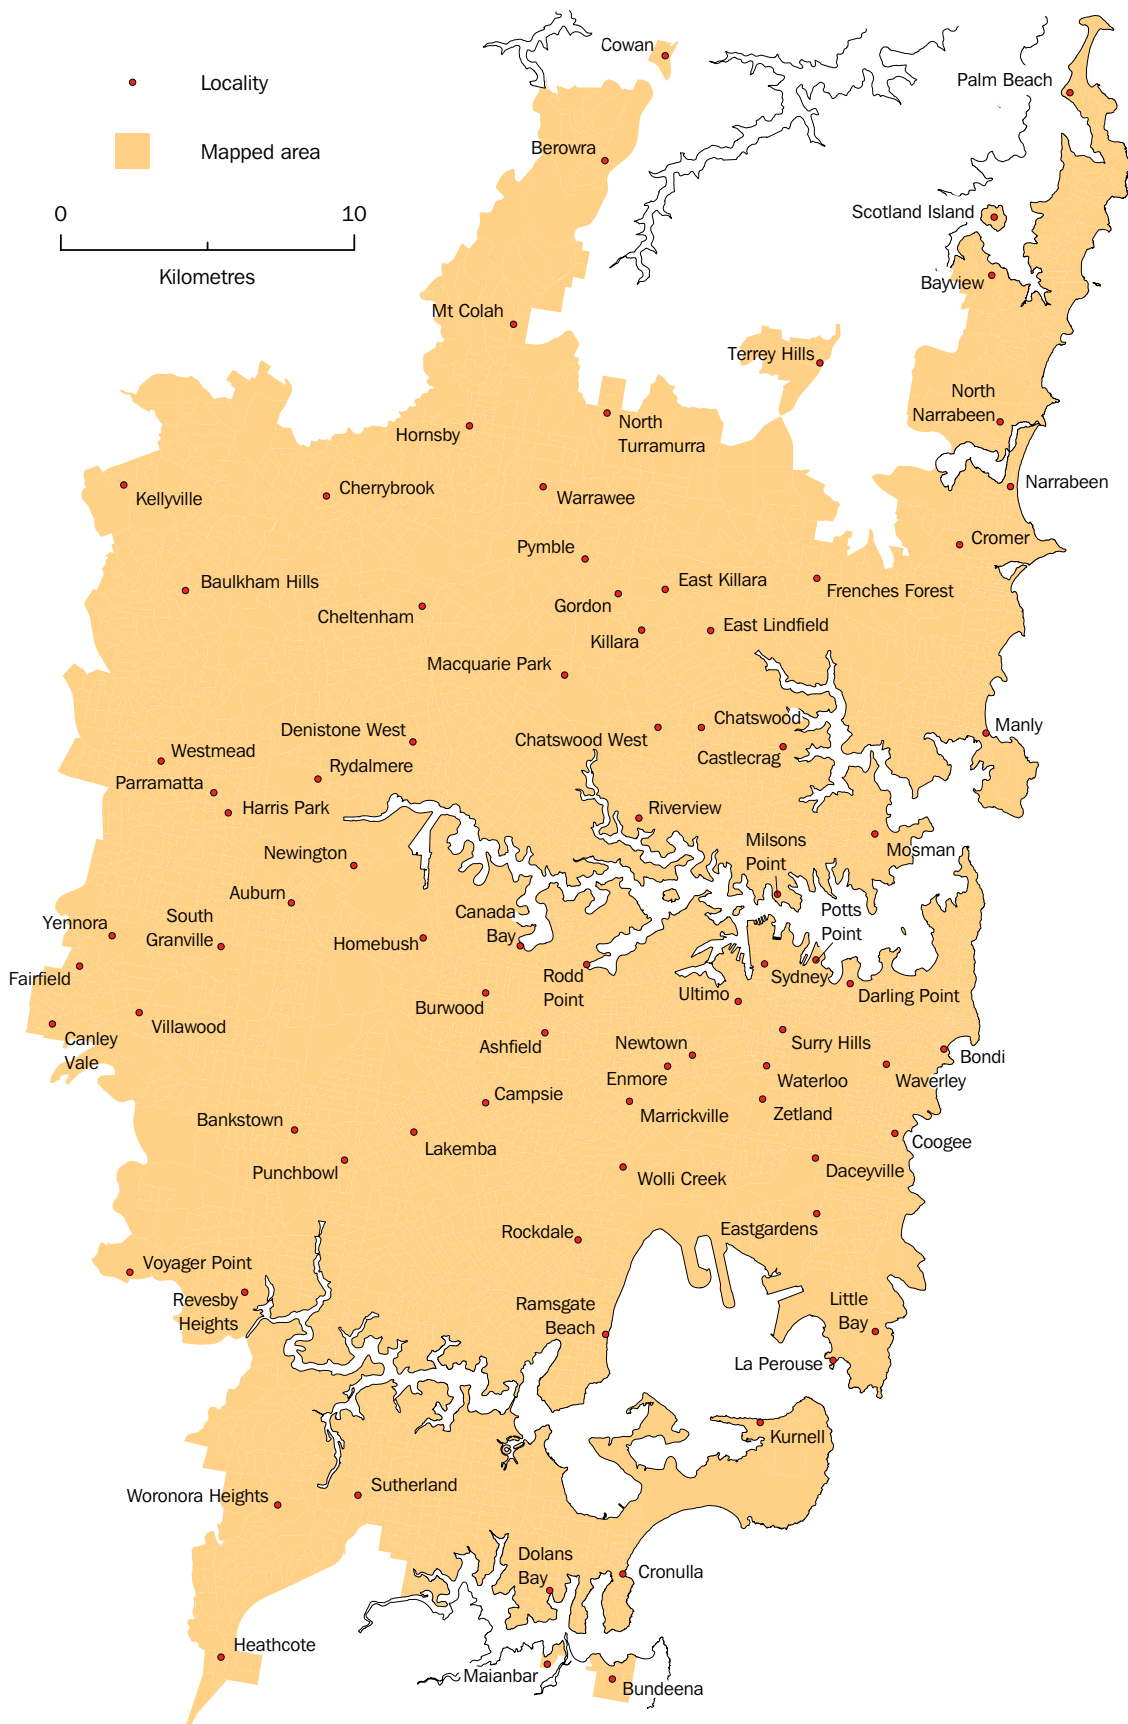 Cowan
Locality
Palm Beach
Mapped area
Berowra
0
10
Scotland Island
Kilometres
Bayview
Mt Colah
Terrey Hills
North
Narrabeen
North
Turramurra
Hornsby
Kellyville
Cherrybrook
Warrawee
Narrabeen
Pymble
Cromer
Baulkham Hills
East Killara
Frenches Forest
Gordon
Cheltenham
East Lindfield
Killara
Macquarie Park
Chatswood
Manly
Denistone West
Chatswood West
Westmead
Castlecrag
Rydalmere
Parramatta
Harris Park
Riverview
Milsons
Point
Mosman
Newington
Auburn
Potts
Point
Canada
Bay
South
Granville
Yennora
Homebush
Fairfield
Rodd
Point
Sydney
Ultimo
Darling Point
Burwood
Villawood
Canley
Vale
Ashfield
Newtown
Surry Hills
Bondi
Enmore
Waterloo
Waverley
Campsie
Marrickville
Zetland
Bankstown
Coogee
Lakemba
Punchbowl
Daceyville
Wolli Creek
Rockdale
Eastgardens
Voyager Point
Revesby
Heights
Ramsgate
Beach
Little
Bay
La Perouse
Kurnell
Woronora Heights
Sutherland
Dolans
Bay
Cronulla
Heathcote
Maianbar
Bundeena